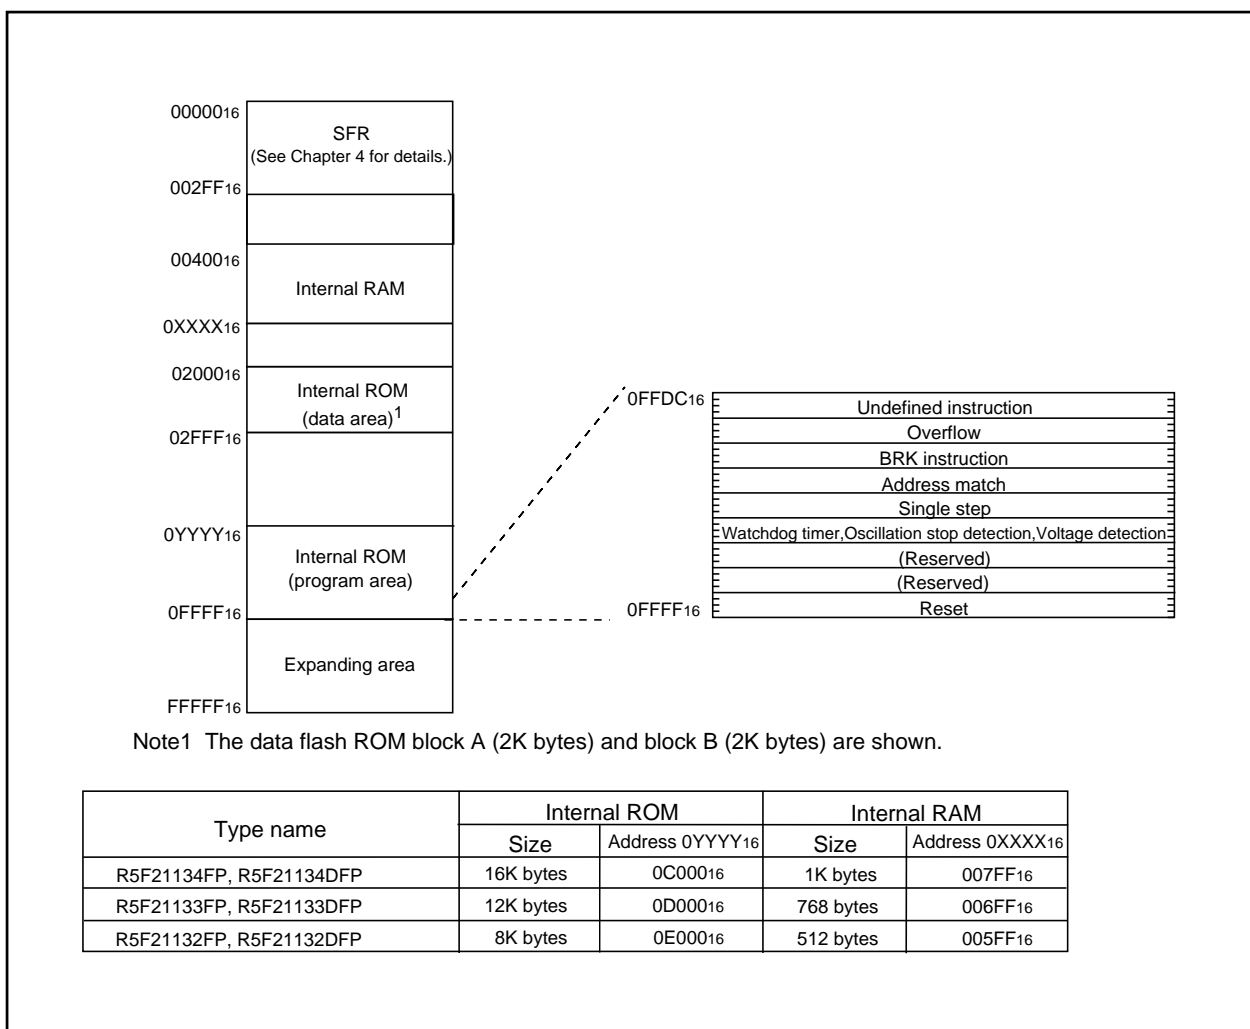 0000016
SFR
(See Chapter 4 for details.)
002FF16
0040016
Internal RAM
0XXXX16
0200016
Internal ROM
(data area)1
02FFF16
0YYYY16
Internal ROM
(program area)
0FFFF16
Expanding area
FFFFF16
0FFDC16
Undefined instruction
Overflow
BRK instruction
Address match
Single step
Watchdog timer,Oscillation stop detection,Voltage detection
(Reserved)
(Reserved)
0FFFF16 Reset
Note1 The data flash ROM block A (2K bytes) and block B (2K bytes) are shown.
Type name Internal ROM Internal RAM
Size Address 0YYYY16 Size Address 0XXXX16
R5F21134FP, R5F21134DFP 16K bytes 0C00016 1K bytes 007FF16
R5F21133FP, R5F21133DFP 12K bytes 0D00016 768 bytes 006FF16
R5F21132FP, R5F21132DFP 8K bytes 0E00016 512 bytes 005FF16